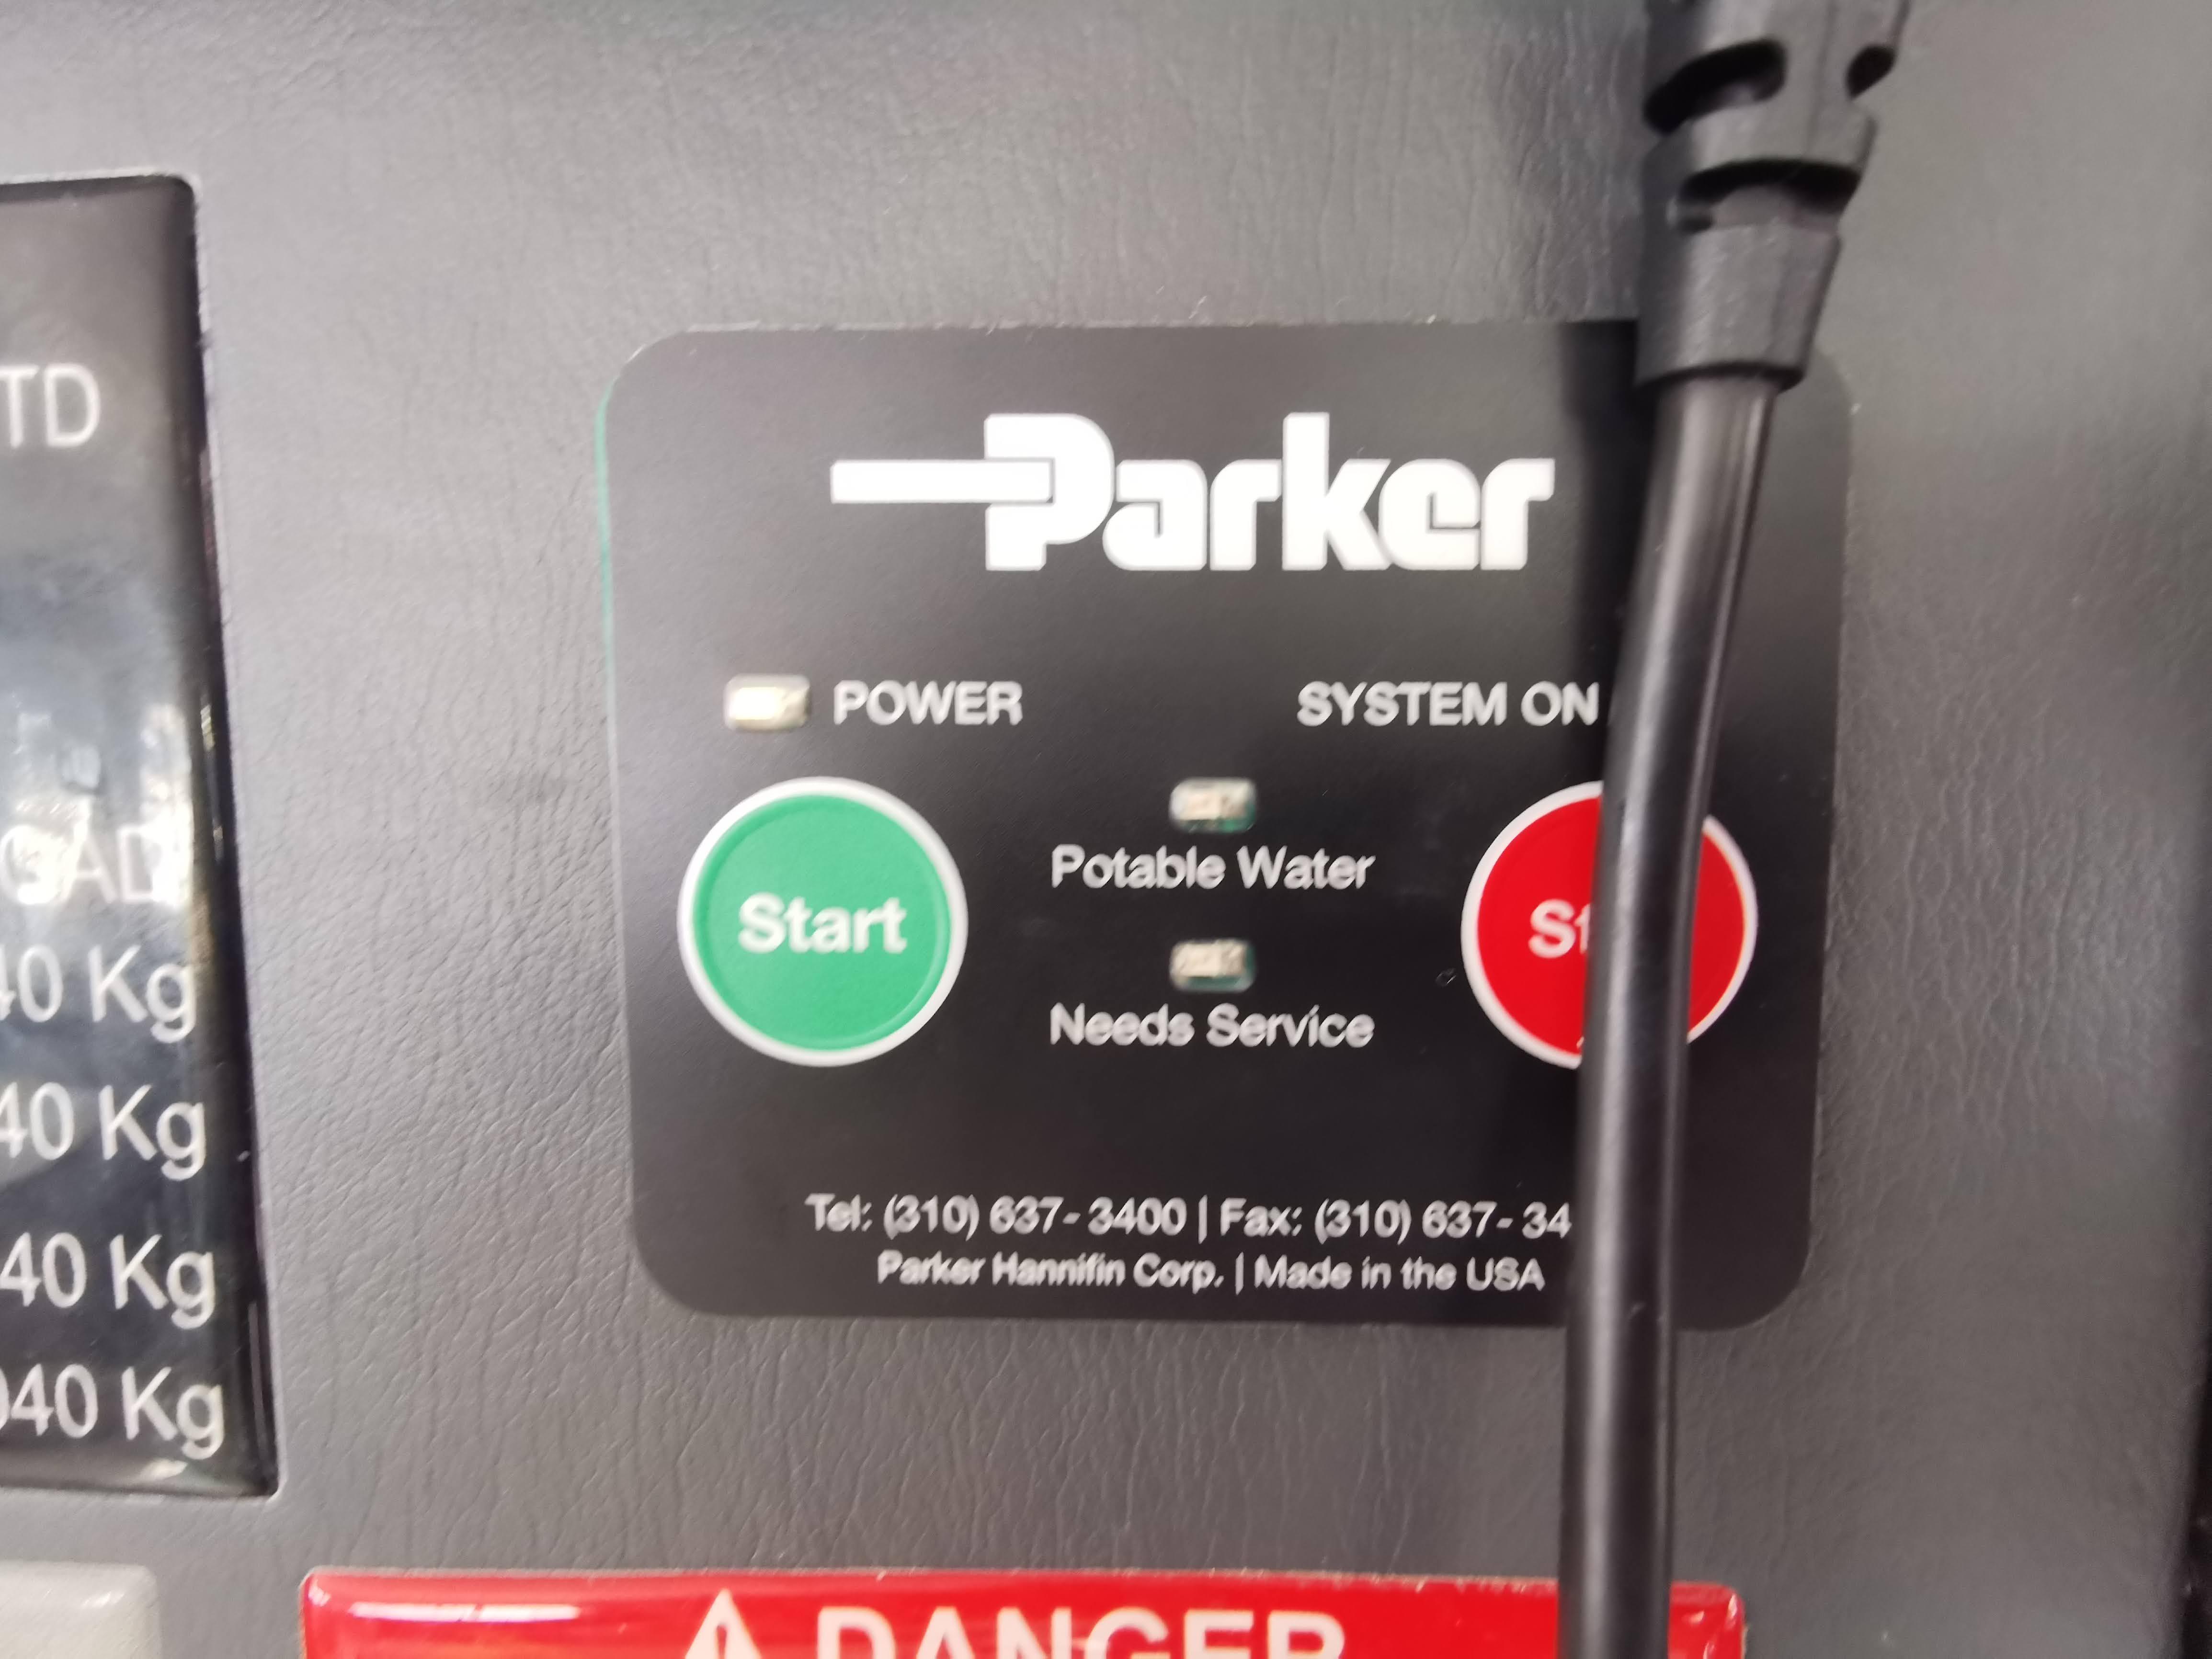 TD
40 Kg
40 Kg
40 Kg
040 Kg
Parker
POWER
SYSTEM ON
Start
Potable Water
Needs Service
Tel: (310) 637-3400 | Fax: (310) 637-34
Parker Hannifin Corp. | Made in the USA
DANGER